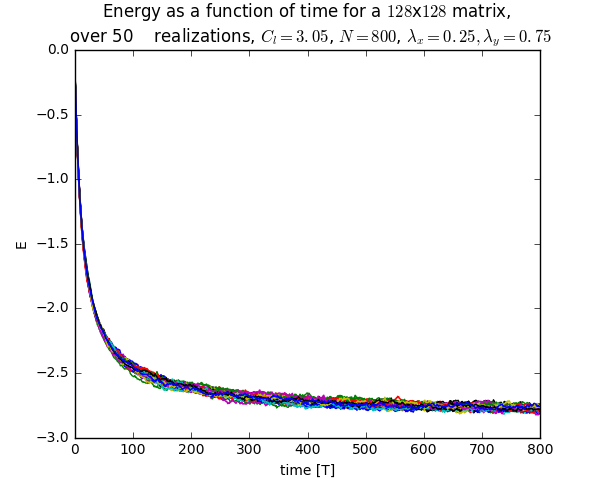 Energy as a function of time for a 128x128 matrix,
over 50    realizations, C_l = 3.05, N = 800, λ_x = 0.25, λ_y = 0.75
0.0
−0.5
−1.0
−1.5
−2.0
−2.5
−3.0
E
0 100 200 300 400 500 600 700 800
time [T]